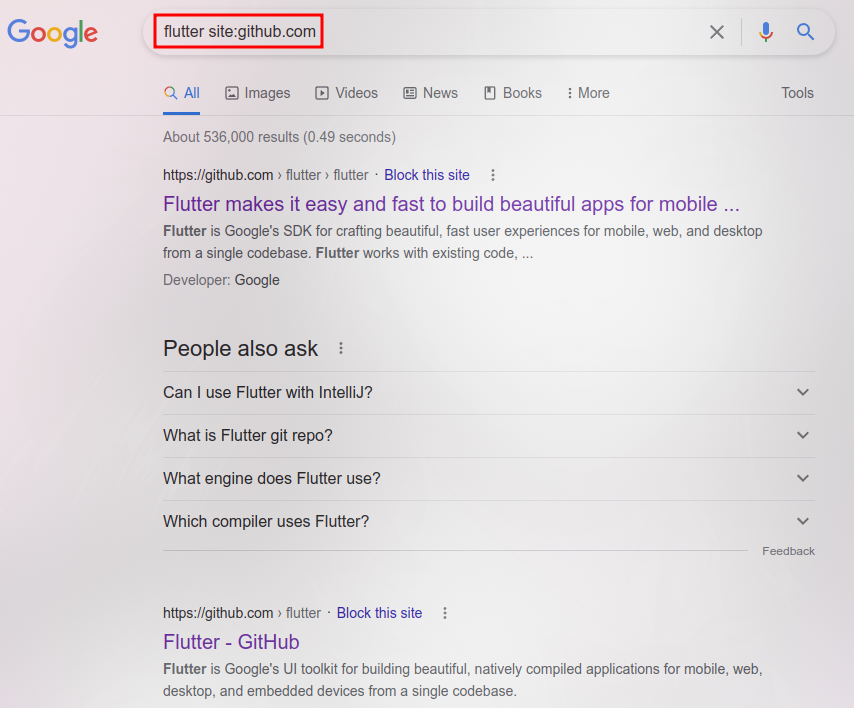 Google
flutter site:github.com
All Images Videos News Books More Tools
About 536,000 results (0.49 seconds)
https://github.com › flutter › flutter · Block this site
Flutter makes it easy and fast to build beautiful apps for mobile ...
Flutter is Google's SDK for crafting beautiful, fast user experiences for mobile, web, and desktop
from a single codebase. Flutter works with existing code, ...
Developer: Google
People also ask
Can I use Flutter with IntelliJ?
What is Flutter git repo?
What engine does Flutter use?
Which compiler uses Flutter?
Feedback
https://github.com › flutter · Block this site
Flutter - GitHub
Flutter is Google's UI toolkit for building beautiful, natively compiled applications for mobile, web,
desktop, and embedded devices from a single codebase.